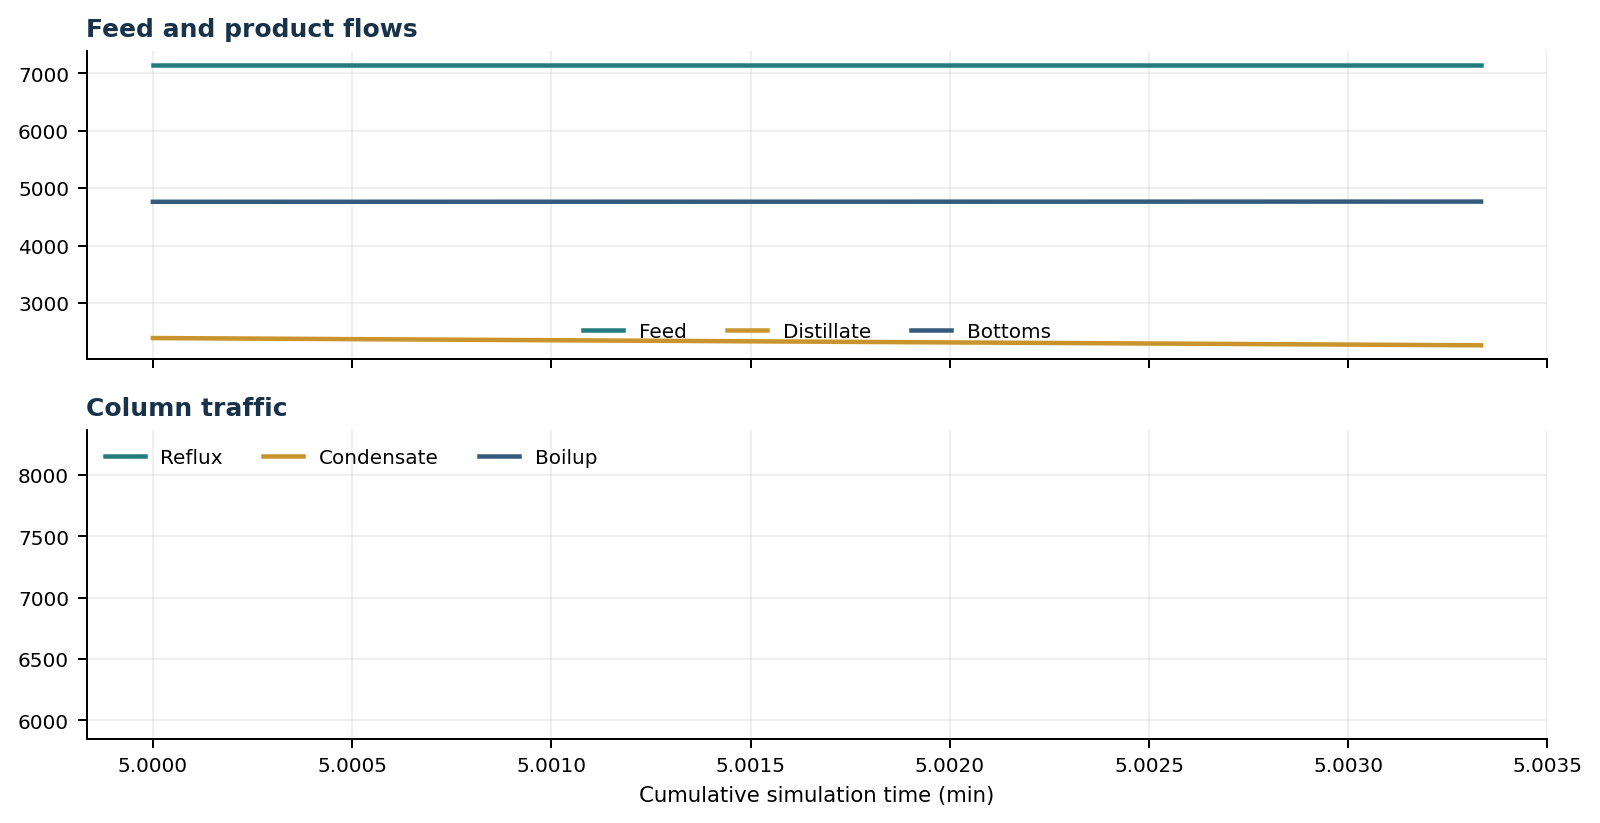 Feed and product flows
7000
6000
5000
4000
3000
Feed Distillate Bottoms
Column traffic
Reflux Condensate Boilup
8000
7500
7000
6500
6000
5.0000 5.0005 5.0010 5.0015 5.0020 5.0025 5.0030 5.0035
Cumulative simulation time (min)